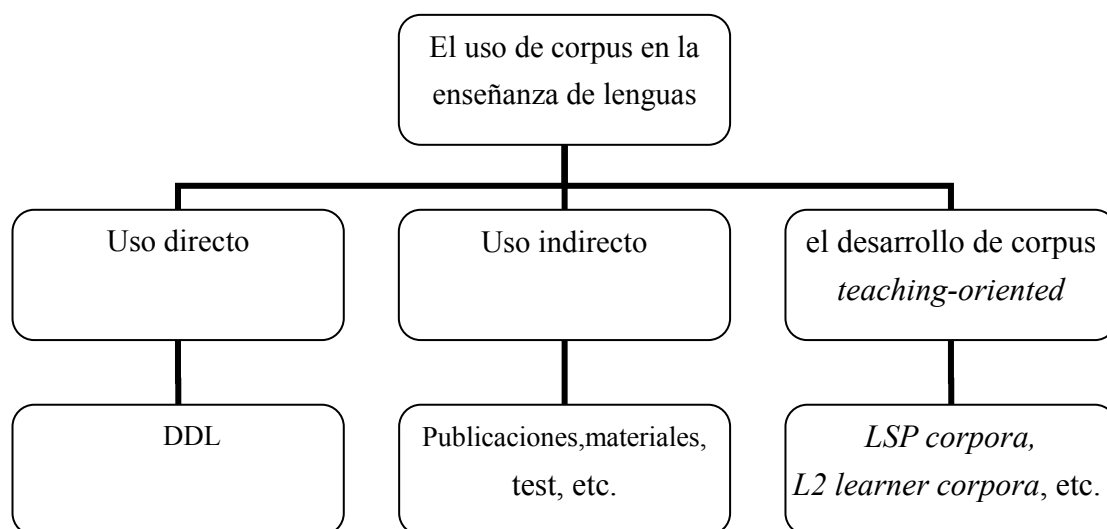 El uso de corpus en la
enseñanza de lenguas
Uso directo
Uso indirecto
el desarrollo de corpus
teaching-oriented
DDL
Publicaciones,materiales,
test, etc.
LSP corpora,
L2 learner corpora, etc.